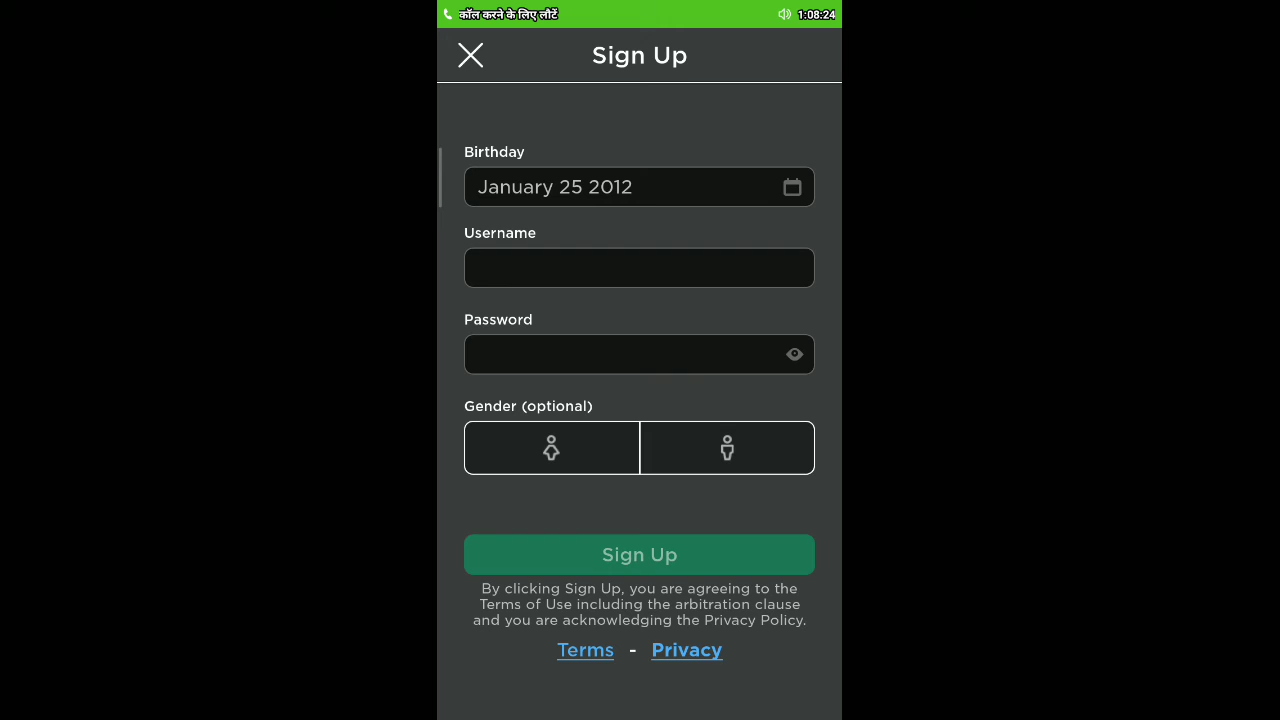 कॉल करने के लिए लौटें 1:08:24
Sign Up
Birthday
January 25 2012
Username
Password
Gender (optional)
Sign Up
By clicking Sign Up, you are agreeing to the
Terms of Use including the arbitration clause
and you are acknowledging the Privacy Policy.
Terms - Privacy